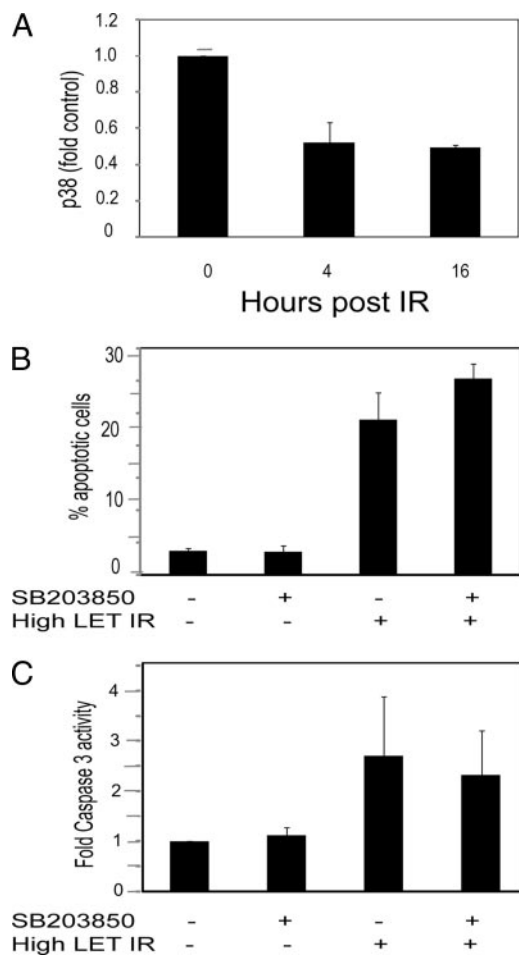 A
p38 (fold control)
1.2
1.0
0.8
0.6
0.4
0.2
0
0 4 16
Hours post IR
B
% apoptotic cells
30
20
10
0
SB203850 - + - +
High LET IR - - + +
C
Fold Caspase 3 activity
4
3
2
1
0
SB203850 - + - +
High LET IR - - + +